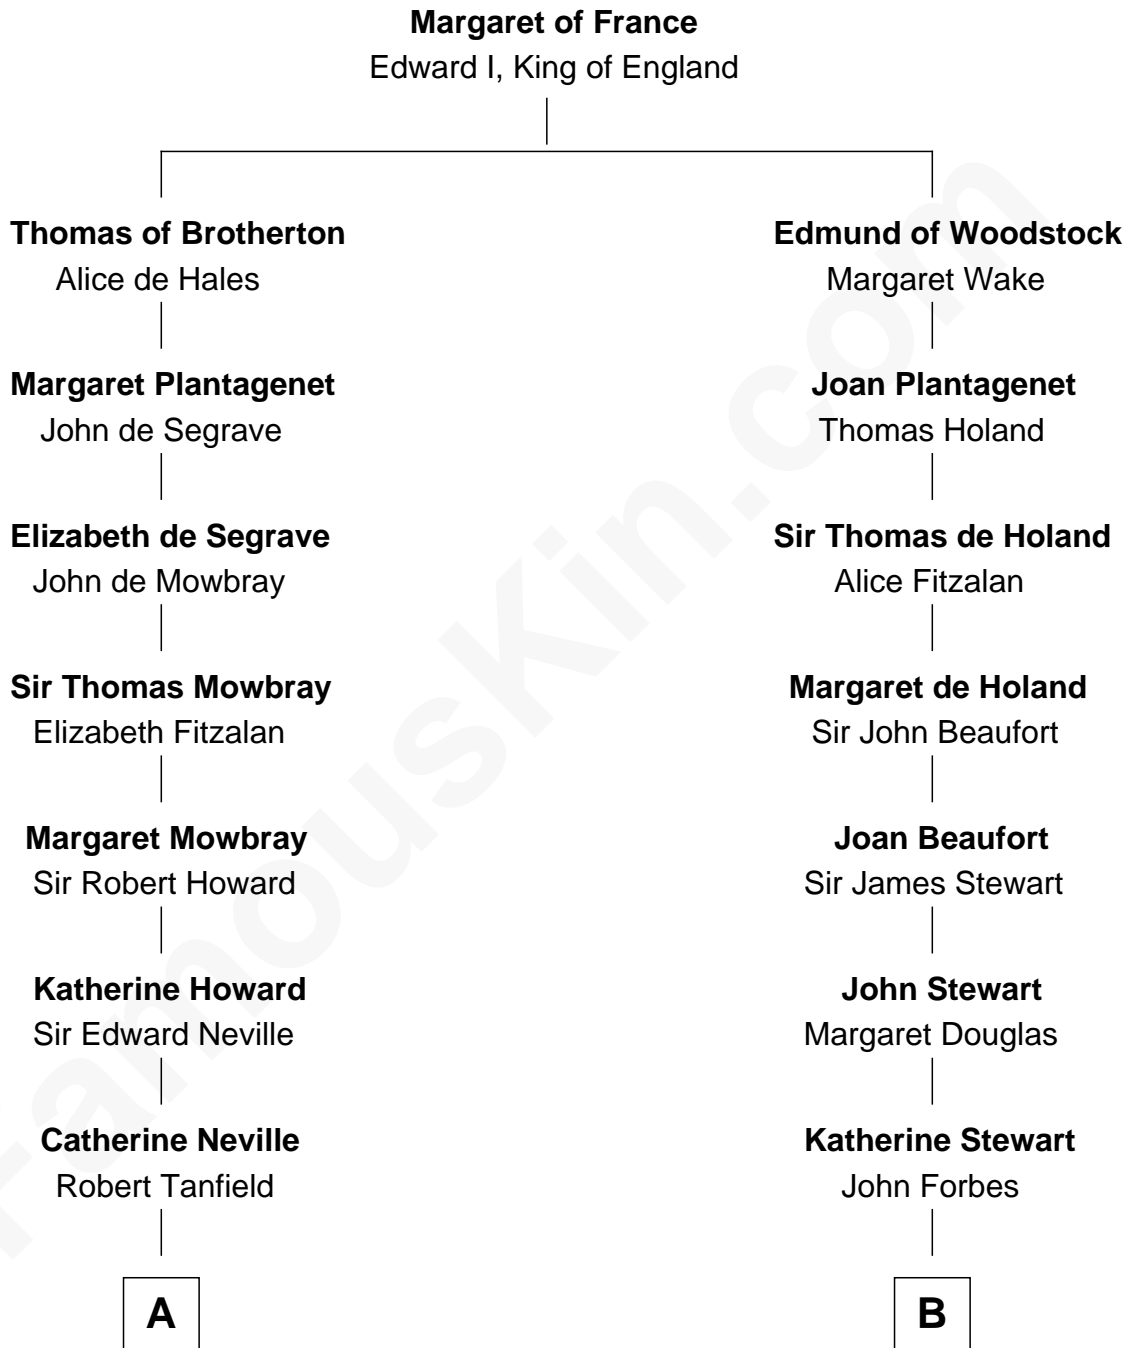 Margaret of France
Edward I, King of England
Thomas of Brotherton
Alice de Hales
Edmund of Woodstock
Margaret Wake
Margaret Plantagenet
John de Segrave
Joan Plantagenet
Thomas Holand
Elizabeth de Segrave
John de Mowbray
Sir Thomas de Holand
Alice Fitzalan
Sir Thomas Mowbray
Elizabeth Fitzalan
Margaret de Holand
Sir John Beaufort
Margaret Mowbray
Sir Robert Howard
Joan Beaufort
Sir James Stewart
Katherine Howard
Sir Edward Neville
John Stewart
Margaret Douglas
Catherine Neville
Robert Tanfield
Katherine Stewart
John Forbes
A
B
FamousKin.com